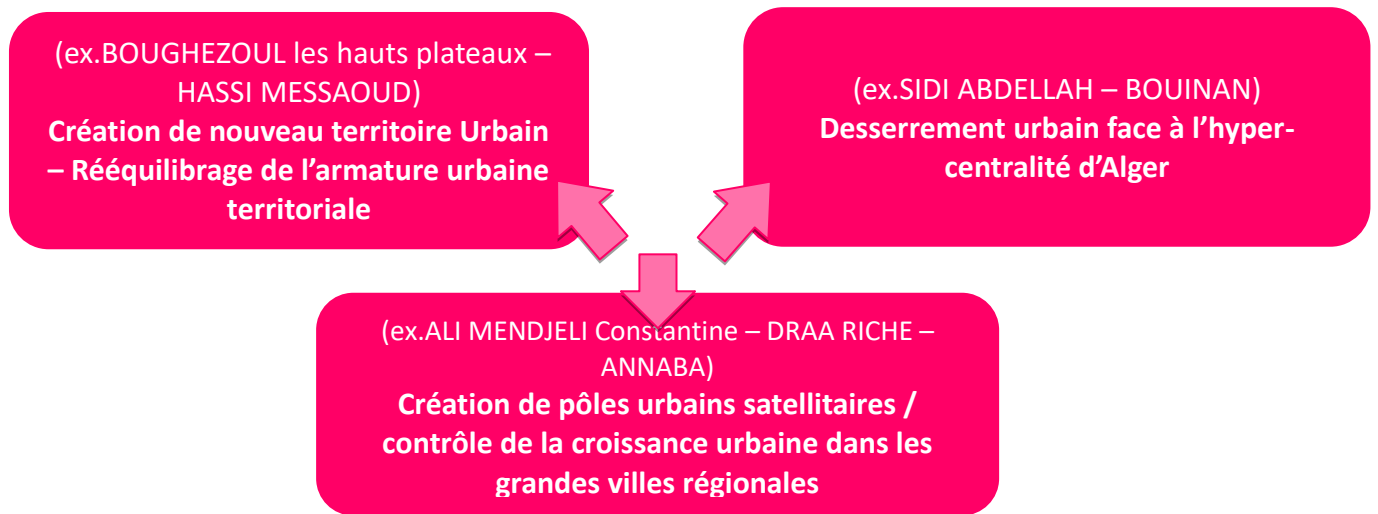 (ex.BOUGHEZOUL les hauts plateaux –
HASSI MESSAOUD)
Création de nouveau territoire Urbain
– Rééquilibrage de l’armature urbaine
territoriale
(ex.SIDI ABDELLAH – BOUINAN)
Desserrement urbain face à l’hyper-
centralité d’Alger
(ex.ALI MENDJELI Constantine – DRAA RICHE –
ANNABA)
Création de pôles urbains satellitaires /
contrôle de la croissance urbaine dans les
grandes villes régionales